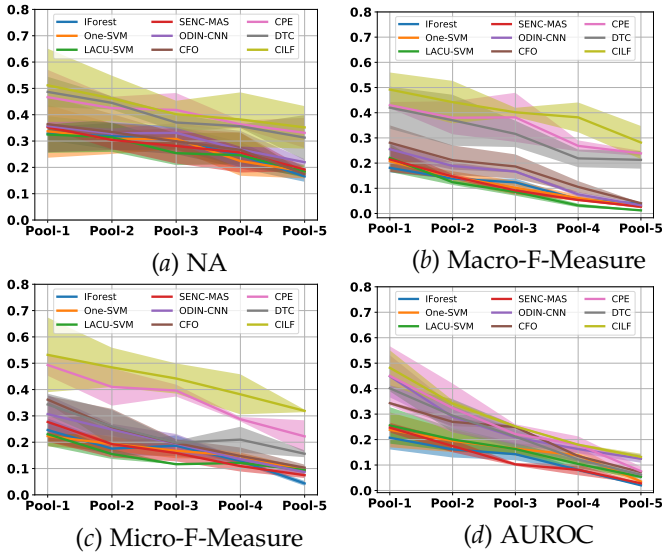 0.8
0.7
0.6
0.5
0.4
0.3
0.2
0.1
0.0
IForest SENC-MAS CPE
One-SVM ODIN-CNN DTC
LACU-SVM CFO CILF
Pool-1 Pool-2 Pool-3 Pool-4 Pool-5
(a) NA
0.8
0.7
0.6
0.5
0.4
0.3
0.2
0.1
0.0
IForest SENC-MAS CPE
One-SVM ODIN-CNN DTC
LACU-SVM CFO CILF
Pool-1 Pool-2 Pool-3 Pool-4 Pool-5
(b) Macro-F-Measure
0.8
0.7
0.6
0.5
0.4
0.3
0.2
0.1
0.0
IForest SENC-MAS CPE
One-SVM ODIN-CNN DTC
LACU-SVM CFO CILF
Pool-1 Pool-2 Pool-3 Pool-4 Pool-5
(c) Micro-F-Measure
0.8
0.7
0.6
0.5
0.4
0.3
0.2
0.1
0.0
IForest SENC-MAS CPE
One-SVM ODIN-CNN DTC
LACU-SVM CFO CILF
Pool-1 Pool-2 Pool-3 Pool-4 Pool-5
(d) AUROC